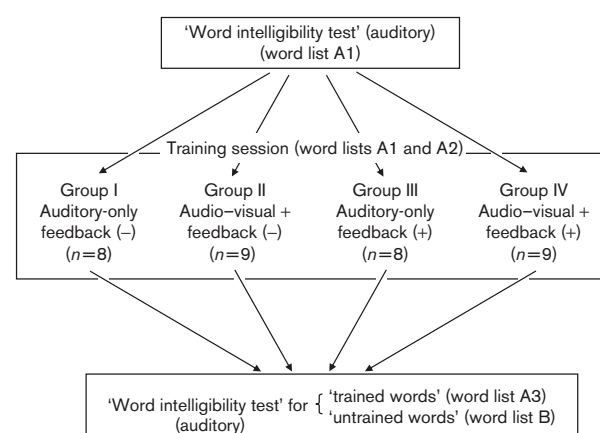 ‘Word intelligibility test’ (auditory)
(word list A1)
Training session (word lists A1 and A2)
Group I
Auditory-only
feedback (−)
(n=8)
Group II
Audio–visual +
feedback (−)
(n=9)
Group III
Auditory-only
feedback (+)
(n=8)
Group IV
Audio–visual +
feedback (+)
(n=9)
‘Word intelligibility test’ for
(auditory)
{ ‘trained words’ (word list A3)
‘untrained words’ (word list B)